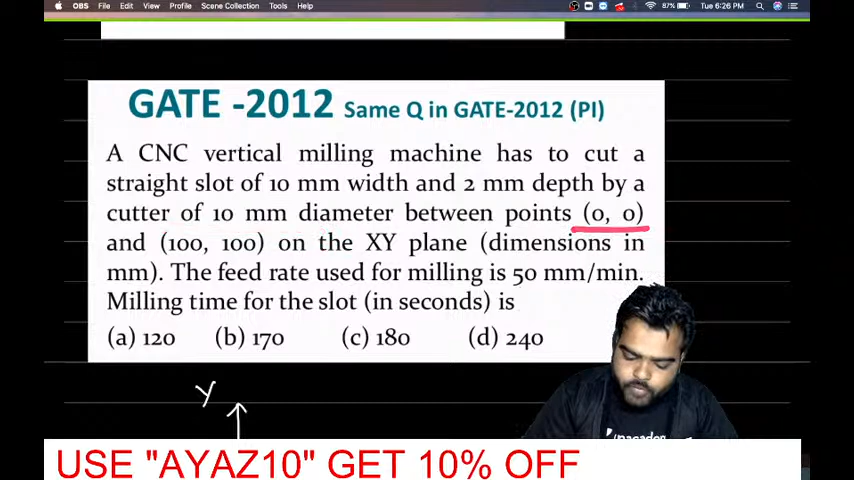 OBS File Edit View Profile Scene Collection Tools Help 87% Tue 6:26 PM
GATE -2012 Same Q in GATE-2012 (PI)
A CNC vertical milling machine has to cut a
straight slot of 10 mm width and 2 mm depth by a
cutter of 10 mm diameter between points (0, 0)
and (100, 100) on the XY plane (dimensions in
mm). The feed rate used for milling is 50 mm/min.
Milling time for the slot (in seconds) is
(a) 120 (b) 170 (c) 180 (d) 240
Y
USE "AYAZ10" GET 10% OFF